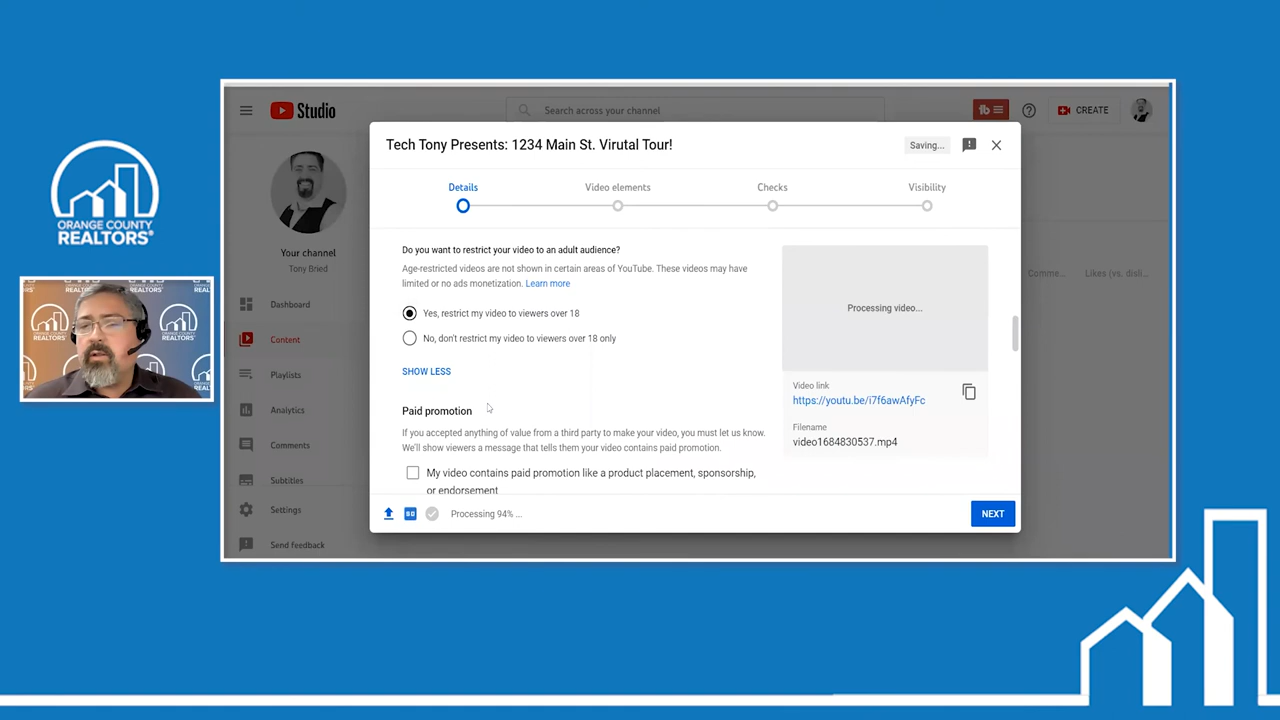 Studio
Search across your channel
CREATE
Tech Tony Presents: 1234 Main St. Virutal Tour!
Saving...
Details
Video elements
Checks
Visibility
ORANGE COUNTY
REALTORS®
Your channel
Tony Bried
Dashboard
Content
Playlists
Analytics
Comments
Subtitles
Settings
Send feedback
Do you want to restrict your video to an adult audience?
Age-restricted videos are not shown in certain areas of YouTube. These videos may have
limited or no ads monetization. Learn more
Yes, restrict my video to viewers over 18
No, don't restrict my video to viewers over 18 only
SHOW LESS
Paid promotion
If you accepted anything of value from a third party to make your video, you must let us know.
We'll show viewers a message that tells them your video contains paid promotion.
My video contains paid promotion like a product placement, sponsorship,
or endorsement
Processing video...
Video link
https://youtu.be/i7f6awAfyFc
Filename
video1684830537.mp4
Comme...
Likes (vs. disli...
Processing 94% ...
NEXT